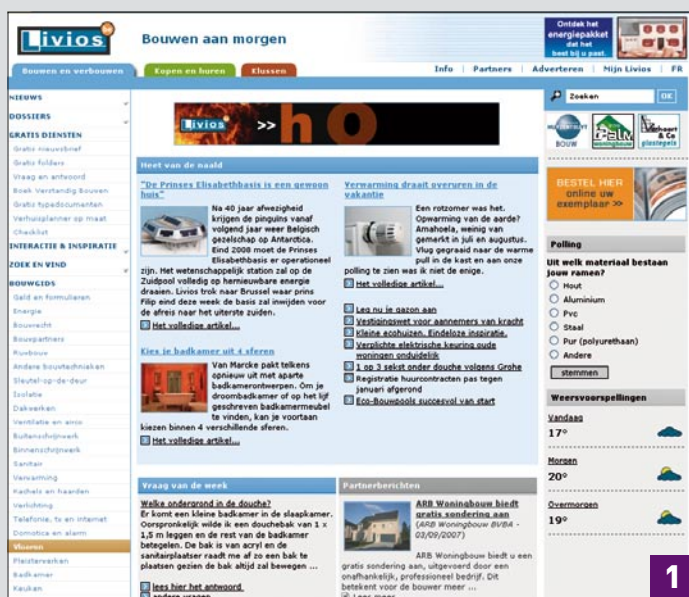 Livios
Bouwen aan morgen
Ontdek het
energiepakket
dat het
best bij u past.
Bouwen en verbouwen
Kopen en huren
Klussen
Info | Partners | Adverteren | Mijn Livios | FR
NIEUWS
DOSSIERS
GRATIS DIENSTEN
Gratis nieuwsbrief
Gratis folders
Vraag en antwoord
Boek Verstandig Bouwen
Gratis typedocumenten
Verhuisplanner op maat
Checklist
INTERACTIE & INSPIRATIE
ZOEK EN VIND
BOUWGIDS
Geld en formulieren
Energie
Bouwrecht
Bouwpartners
Ruwbouw
Andere bouwtechnieken
Sleutel-op-de-deur
Isolatie
Dakwerken
Ventilatie en airco
Buitenschrijnwerk
Binnenschrijnwerk
Sanitair
Verwarming
Kachels en haarden
Verlichting
Telefonie, tv en internet
Domotica en alarm
Vloeren
Pleisterwerken
Badkamer
Keuken
Livios >> h O
Heet van de naald
"De Prinses Elisabethbasis is een gewoon
huis"
Na 40 jaar afwezigheid
krijgen de pinguïns vanaf
volgend jaar weer Belgisch
gezelschap op Antarctica.
Eind 2008 moet de Prinses
Elisabethbasis er operationeel
zijn. Het wetenschappelijk station zal op de
Zuidpool volledig op hernieuwbare energie
draaien. Livios trok naar Brussel waar prins
Filip eind deze week de basis zal inwijden voor
de afreis naar het uiterste zuiden.
Het volledige artikel...
Kies je badkamer uit 4 sferen
Van Marcke pakt telkens
opnieuw uit met aparte
badkamerontwerpen. Om je
droombadkamer of op het lijf
geschreven badkamermeubel
te vinden, kan je voortaan
kiezen binnen 4 verschillende sferen.
Het volledige artikel...
Verwarming draait overuren in de
vakantie
Een rotzomer was het.
Opwarming van de aarde?
Amahoela, weinig van
gemerkt in juli en augustus.
Vlug gegraaid naar de warme
pull in de kast en aan onze
polling te zien was ik niet de enige.
Het volledige artikel...
Leg nu je gazon aan
Vestigingswet voor aannemers van kracht
Kleine ecohuizen. Eindeloze inspiratie.
Verplichte elektrische keuring oude
woningen onduidelijk
1 op 3 sekst onder douche volgens Grohe
Registratie huurcontracten pas tegen
januari afgerond
Eco-Bouwpools succesvol van start
Vraag van de week
Welke ondergrond in de douche?
Er komt een kleine badkamer in de slaapkamer.
Oorspronkelijk wilde ik een douchebak van 1 x
1,5 m leggen en de rest van de badkamer
betegelen. De bak is van acryl en de
sanitairplaatser raadt me af zo een bak te
plaatsen gezien de bak altijd zal bewegen ...
lees hier het antwoord
andere vragen
Partnerberichten
ARB Woningbouw biedt
gratis sondering aan
(ARB Woningbouw BVBA -
03/09/2007)
ARB Woningbouw biedt u een
gratis sondering aan, uitgevoerd door een
onafhankelijk, professioneel bedrijf. Dit
betekent voor de bouwer meer ...
Lees meer
Zoeken OK
BOUW
woningbouw
& Co
plastepeis
BESTEL HIER
online uw
exemplaar >>
Polling
Uit welk materiaal bestaan
jouw ramen?
Hout
Aluminium
Pvc
Staal
Pur (polyurethaan)
Andere
stemmen
Weersvoorspellingen
Vandaag
17°
Morgen
20°
Overmorgen
19°
1